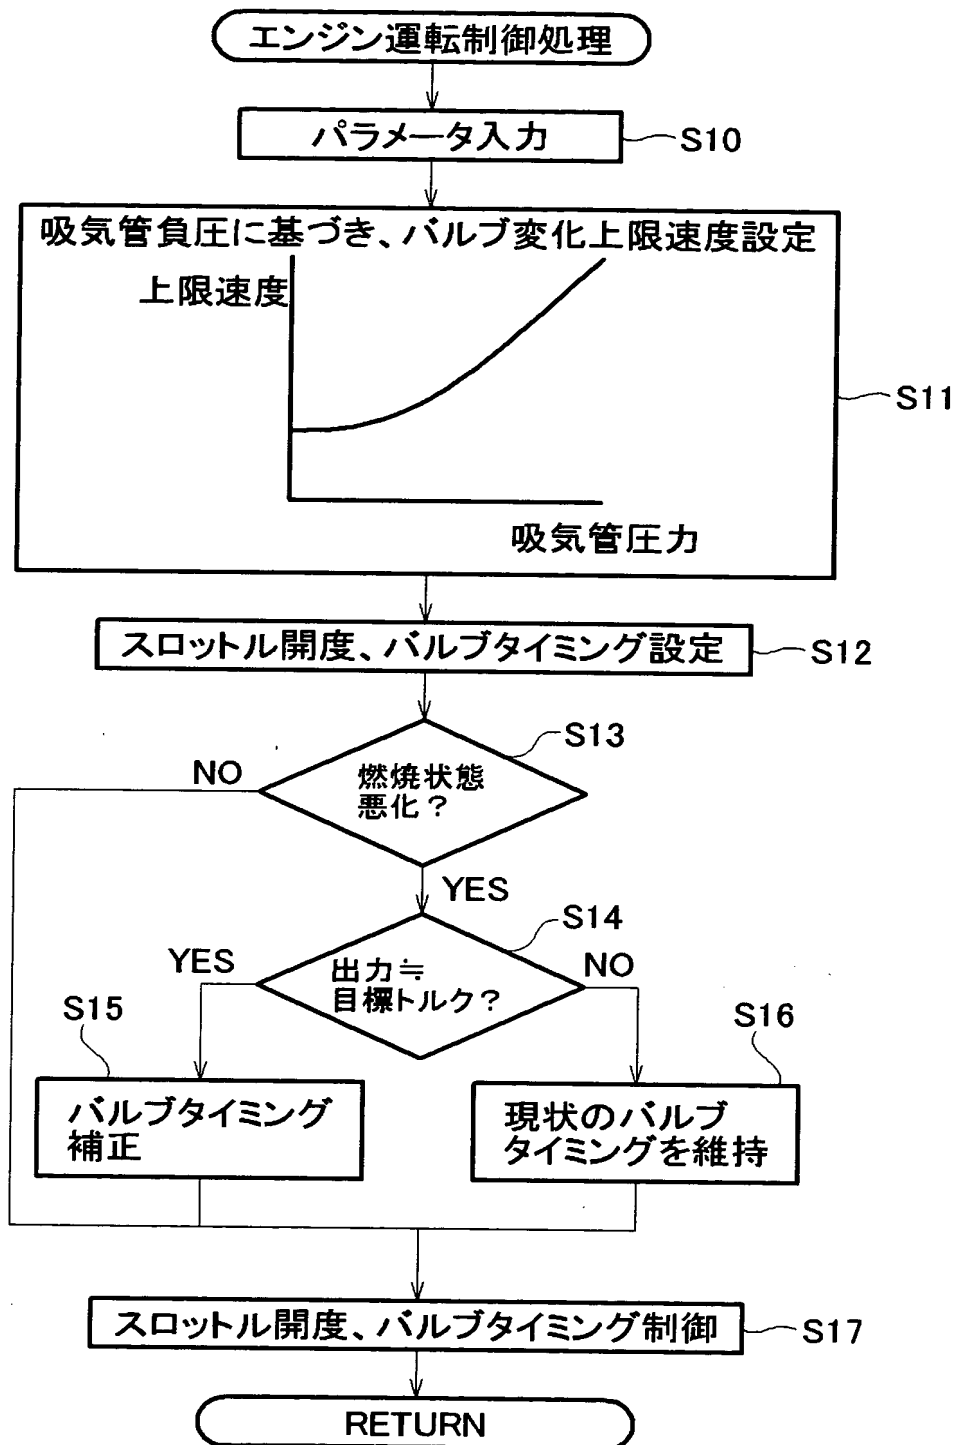 エンジン運転制御処理
パラメータ入力
S10
吸気管負圧に基づき、バルブ変化上限速度設定
上限速度
S11
吸気管圧力
スロットル開度、バルブタイミング設定
S12
S13
NO
燃焼状態
悪化？
YES
S14
YES
出力≒
目標トルク？
NO
S15
S16
バルブタイミング
補正
現状のバルブ
タイミングを維持
スロットル開度、バルブタイミング制御
S17
RETURN